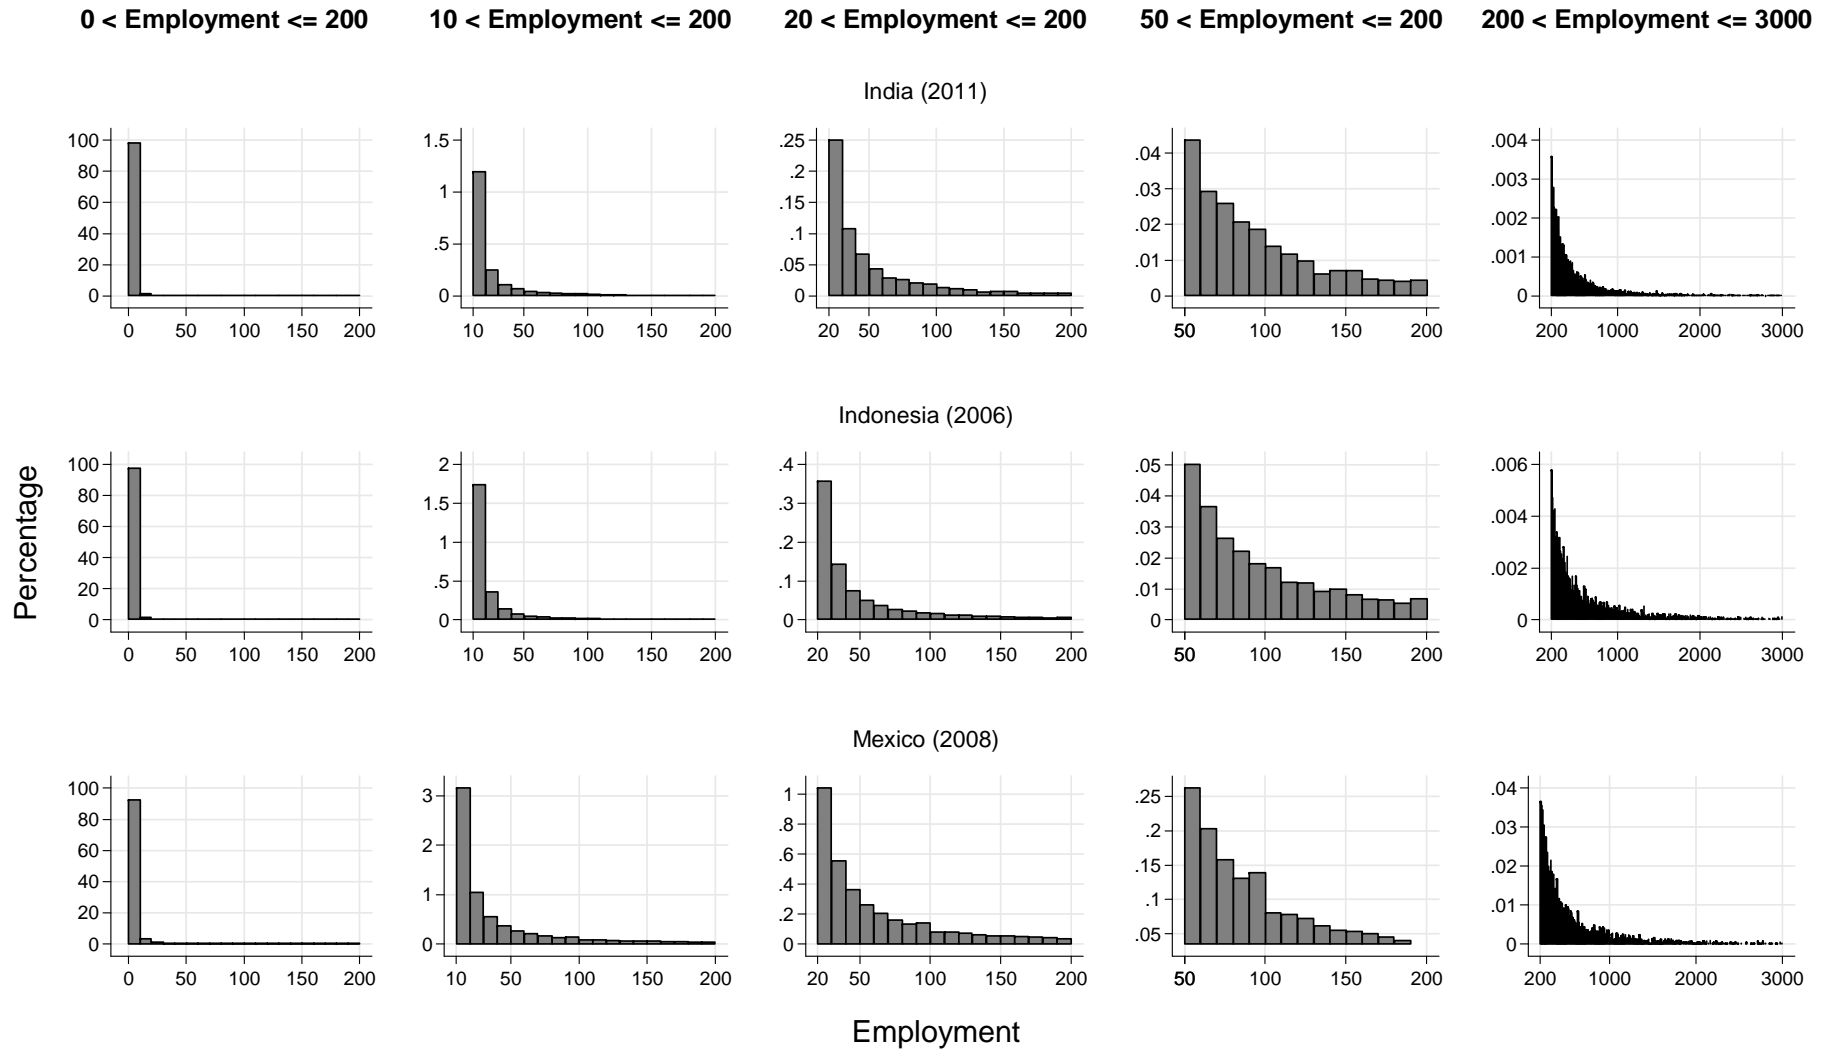 0 < Employment <= 200 10 < Employment <= 200 20 < Employment <= 200 50 < Employment <= 200 200 < Employment <= 3000
India (2011)
100 80 60 40 20 0
0 50 100 150 200
1.5 1 .5 0
10 50 100 150 200
.25 .2 .15 .1 .05 0
20 50 100 150 200
.04 .03 .02 .01 0
50 100 150 200
.004 .003 .002 .001 0
200 1000 2000 3000
Percentage
Indonesia (2006)
100 80 60 40 20 0
0 50 100 150 200
2 1.5 1 .5 0
10 50 100 150 200
.4 .3 .2 .1 0
20 50 100 150 200
.05 .04 .03 .02 .01 0
50 100 150 200
.006 .004 .002 0
200 1000 2000 3000
Mexico (2008)
100 80 60 40 20 0
0 50 100 150 200
3 2 1 0
10 50 100 150 200
1 .8 .6 .4 .2 0
20 50 100 150 200
.25 .2 .15 .1 .05
50 100 150 200
.04 .03 .02 .01 0
200 1000 2000 3000
Employment